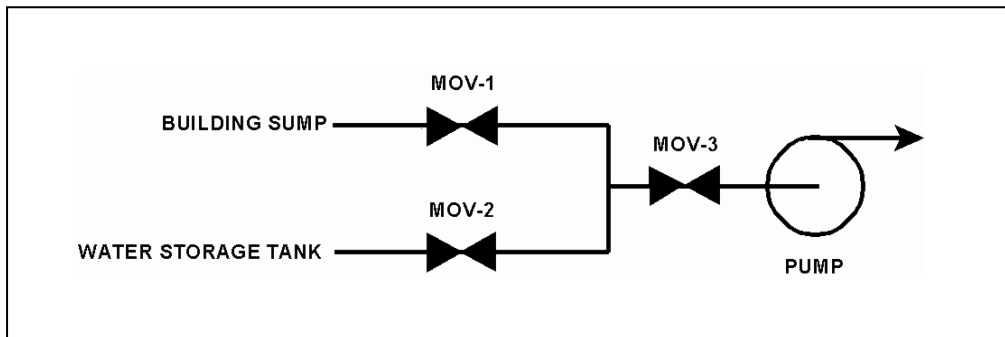 MOV-1
BUILDING SUMP
MOV-3
MOV-2
WATER STORAGE TANK
PUMP